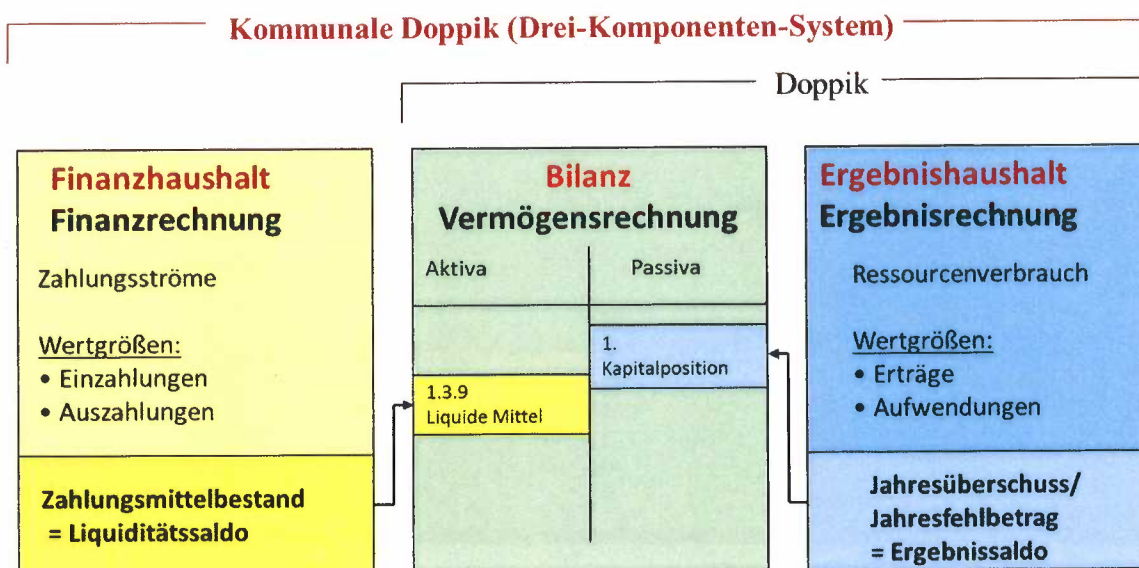 Kommunale Doppik (Drei-Komponenten-System)
Doppik
Finanzhaushalt
Finanzrechnung
Zahlungsströme
Wertgrößen:
• Einzahlungen
• Auszahlungen
Zahlungsmittelbestand
= Liquiditätssaldo
Bilanz
Vermögensrechnung
Aktiva
Passiva
1.
Kapitalposition
1.3.9
Liquide Mittel
Ergebnishaushalt
Ergebnisrechnung
Ressourcenverbrauch
Wertgrößen:
• Erträge
• Aufwendungen
Jahresüberschuss/
Jahresfehlbetrag
= Ergebnissaldo